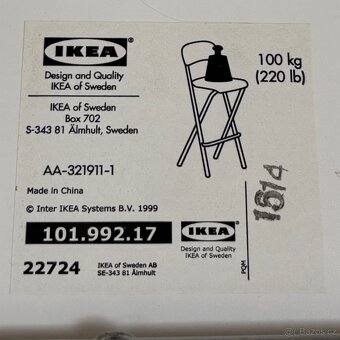 IKEA
Design and Quality
IKEA of Sweden
IKEA of Sweden
Box 702
S-343 81 Älmhult, Sweden
100 kg
(220 lb)
AA-321911-1
Made in China
© Inter IKEA Systems B.V. 1999
101.992.17
22724
IKEA of Sweden AB
SE-343 81 Älmhult
IKEA
Design and Quality
IKEA of Sweden
PQM
1614